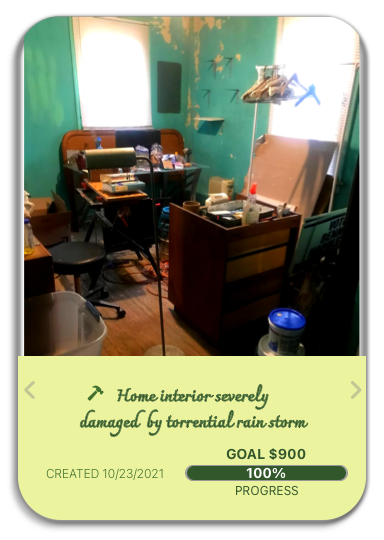 Home interior severely
damaged by torrential rain storm
GOAL $900
CREATED 10/23/2021
100%
PROGRESS